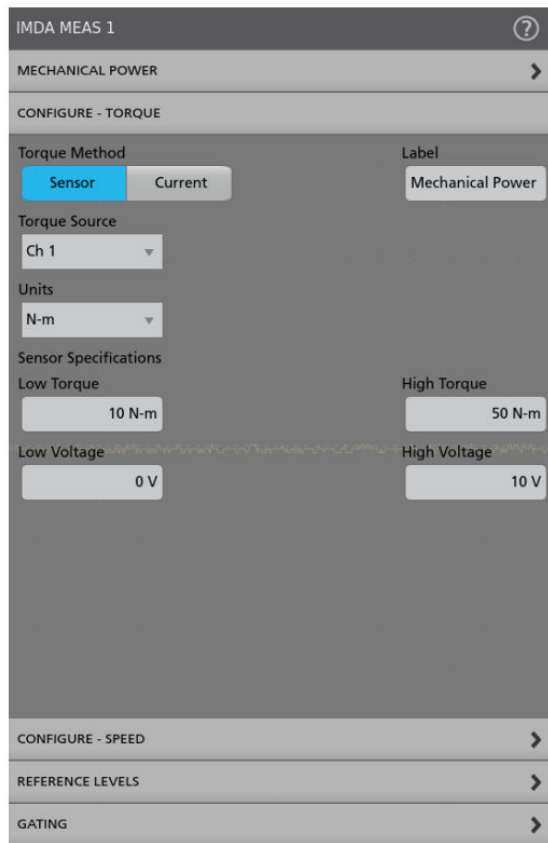 IMDA MEAS 1
?
MECHANICAL POWER
CONFIGURE - TORQUE
Torque Method
Label
Sensor
Current
Mechanical Power
Torque Source
Ch 1
Units
N-m
Sensor Specifications
Low Torque
High Torque
10 N-m
50 N-m
Low Voltage
High Voltage
0 V
10 V
CONFIGURE - SPEED
REFERENCE LEVELS
GATING